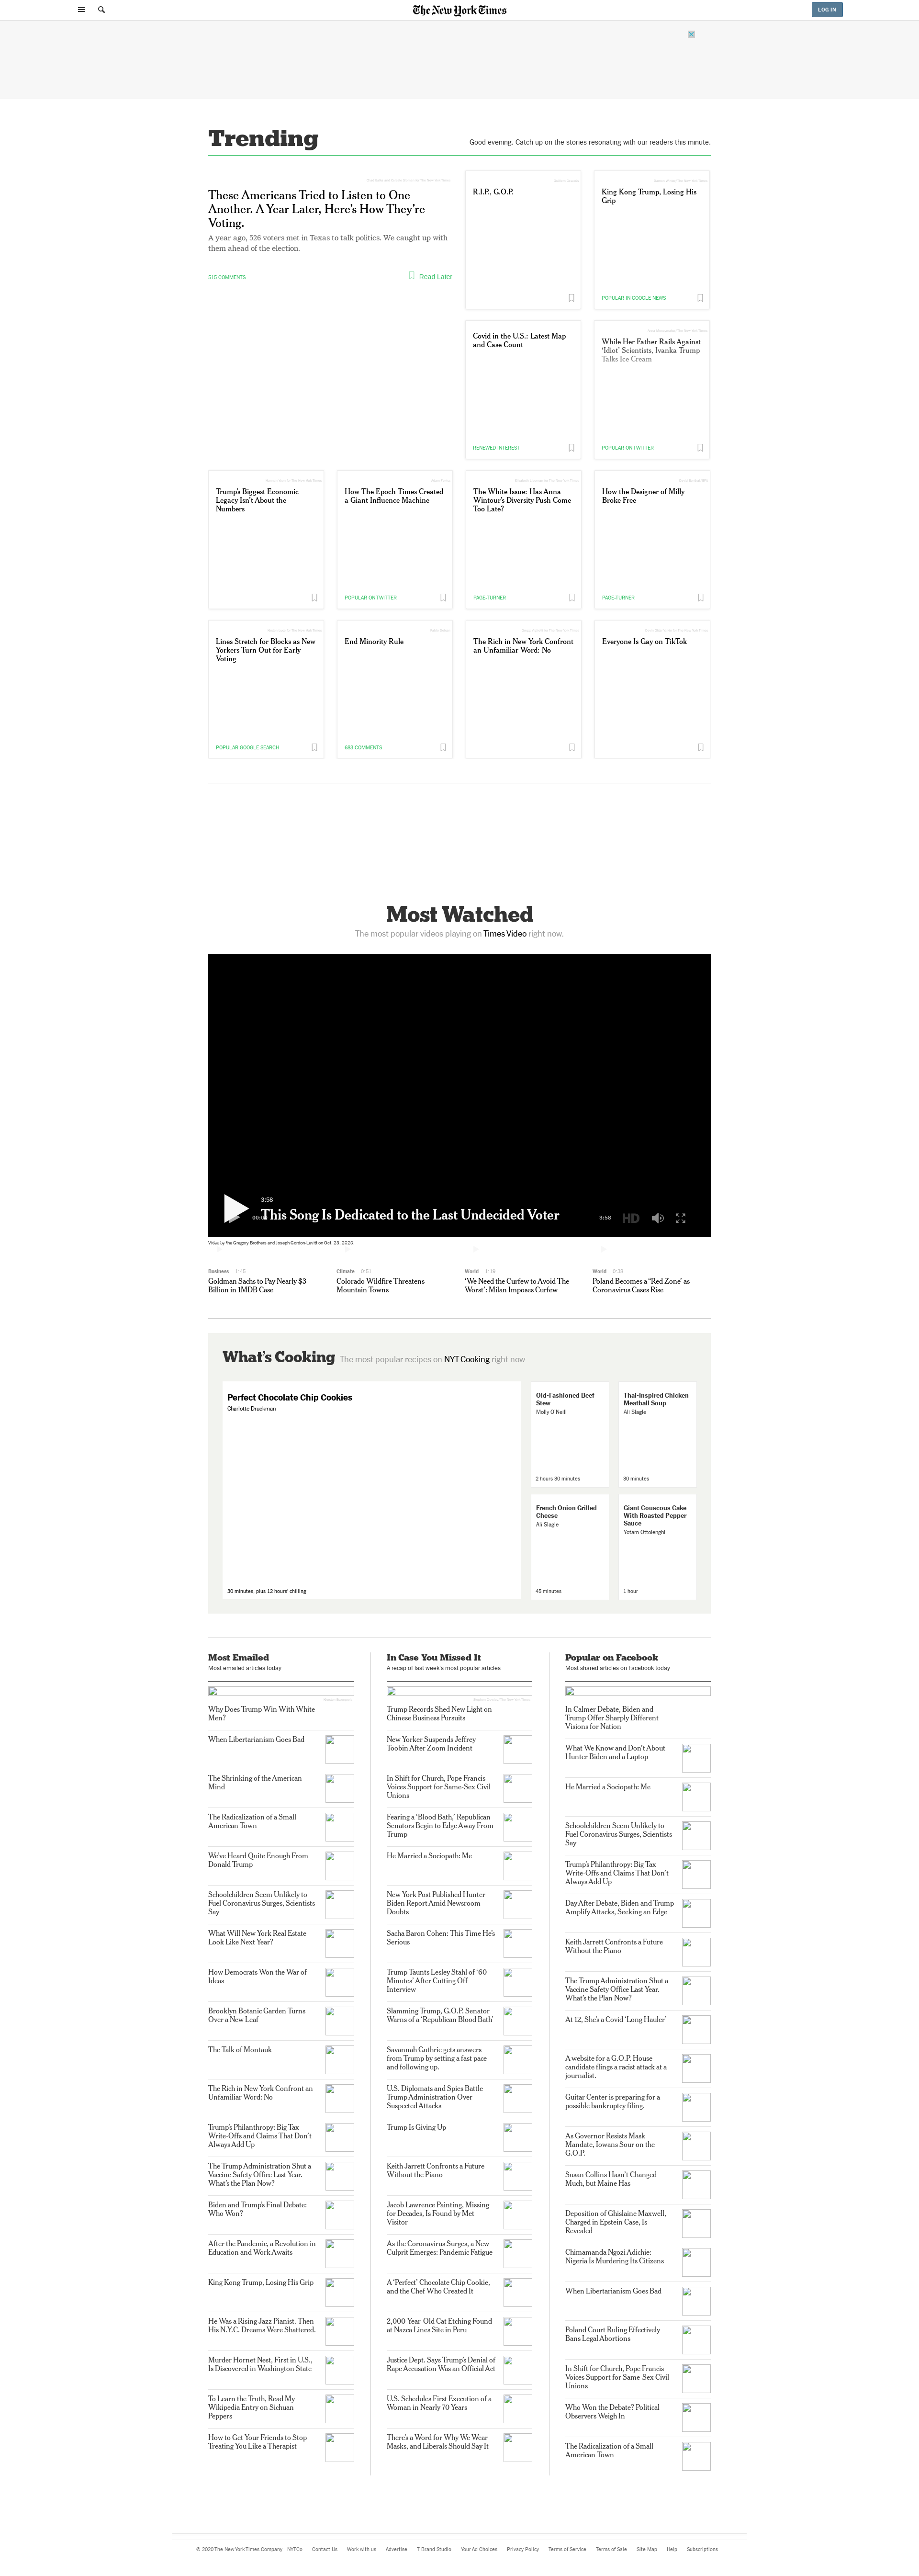 The New York Times
LOG IN
Trending
Good evening. Catch up on the stories resonating with our readers this minute.
These Americans Tried to Listen to One
Another. A Year Later, Here's How They're
Voting.
A year ago, 526 voters met in Texas to talk politics. We caught up with
them ahead of the election.
515 COMMENTS
Read Later
R.I.P., G.O.P.
King Kong Trump, Losing His
Grip
POPULAR IN GOOGLE NEWS
Covid in the U.S.: Latest Map
and Case Count
RENEWED INTEREST
While Her Father Rails Against
'Idiot' Scientists, Ivanka Trump
Talks Ice Cream
POPULAR ON TWITTER
Trump's Biggest Economic
Legacy Isn't About the
Numbers
How The Epoch Times Created
a Giant Influence Machine
POPULAR ON TWITTER
The White Issue: Has Anna
Wintour's Diversity Push Come
Too Late?
PAGE-TURNER
How the Designer of Milly
Broke Free
PAGE-TURNER
Lines Stretch for Blocks as New
Yorkers Turn Out for Early
Voting
POPULAR GOOGLE SEARCH
End Minority Rule
683 COMMENTS
The Rich in New York Confront
an Unfamiliar Word: No
Everyone Is Gay on TikTok
Most Watched
The most popular videos playing on Times Video right now.
3:58
This Song Is Dedicated to the Last Undecided Voter
3:58
HD
Video by the Gregory Brothers and Joseph Gordon-Levitt on Oct. 23, 2020.
Business 1:45
Goldman Sachs to Pay Nearly $3
Billion in 1MDB Case
Climate 0:51
Colorado Wildfire Threatens
Mountain Towns
World 1:19
'We Need the Curfew to Avoid The
Worst': Milan Imposes Curfew
World 0:38
Poland Becomes a "Red Zone' as
Coronavirus Cases Rise
What's Cooking The most popular recipes on NYT Cooking right now
Perfect Chocolate Chip Cookies
Charlotte Druckman
30 minutes, plus 12 hours' chilling
Old-Fashioned Beef
Stew
Molly O'Neill
2 hours 30 minutes
Thai-Inspired Chicken
Meatball Soup
Ali Slagle
30 minutes
French Onion Grilled
Cheese
Ali Slagle
45 minutes
Giant Couscous Cake
With Roasted Pepper
Sauce
Yotam Ottolenghi
1 hour
Most Emailed
Most emailed articles today
Why Does Trump Win With White
Men?
When Libertarianism Goes Bad
The Shrinking of the American
Mind
The Radicalization of a Small
American Town
We've Heard Quite Enough From
Donald Trump
Schoolchildren Seem Unlikely to
Fuel Coronavirus Surges, Scientists
Say
What Will New York Real Estate
Look Like Next Year?
How Democrats Won the War of
Ideas
Brooklyn Botanic Garden Turns
Over a New Leaf
The Talk of Montauk
The Rich in New York Confront an
Unfamiliar Word: No
Trump's Philanthropy: Big Tax
Write-Offs and Claims That Don't
Always Add Up
The Trump Administration Shut a
Vaccine Safety Office Last Year.
What's the Plan Now?
Biden and Trump's Final Debate:
Who Won?
After the Pandemic, a Revolution in
Education and Work Awaits
King Kong Trump, Losing His Grip
He Was a Rising Jazz Pianist. Then
His N.Y.C. Dreams Were Shattered.
Murder Hornet Nest, First in U.S.,
Is Discovered in Washington State
To Learn the Truth, Read My
Wikipedia Entry on Sichuan
Peppers
How to Get Your Friends to Stop
Treating You Like a Therapist
In Case You Missed It
A recap of last week's most popular articles
Trump Records Shed New Light on
Chinese Business Pursuits
New Yorker Suspends Jeffrey
Toobin After Zoom Incident
In Shift for Church, Pope Francis
Voices Support for Same-Sex Civil
Unions
Fearing a 'Blood Bath,' Republican
Senators Begin to Edge Away From
Trump
He Married a Sociopath: Me
New York Post Published Hunter
Biden Report Amid Newsroom
Doubts
Sacha Baron Cohen: This Time He's
Serious
Trump Taunts Lesley Stahl of '60
Minutes' After Cutting Off
Interview
Slamming Trump, G.O.P. Senator
Warns of a 'Republican Blood Bath'
Savannah Guthrie gets answers
from Trump by setting a fast pace
and following up.
U.S. Diplomats and Spies Battle
Trump Administration Over
Suspected Attacks
Trump Is Giving Up
Keith Jarrett Confronts a Future
Without the Piano
Jacob Lawrence Painting, Missing
for Decades, Is Found by Met
Visitor
As the Coronavirus Surges, a New
Culprit Emerges: Pandemic Fatigue
A 'Perfect' Chocolate Chip Cookie,
and the Chef Who Created It
2,000-Year-Old Cat Etching Found
at Nazca Lines Site in Peru
Justice Dept. Says Trump's Denial of
Rape Accusation Was an Official Act
U.S. Schedules First Execution of a
Woman in Nearly 70 Years
There's a Word for Why We Wear
Masks, and Liberals Should Say It
Popular on Facebook
Most shared articles on Facebook today
In Calmer Debate, Biden and
Trump Offer Sharply Different
Visions for Nation
What We Know and Don't About
Hunter Biden and a Laptop
He Married a Sociopath: Me
Schoolchildren Seem Unlikely to
Fuel Coronavirus Surges, Scientists
Say
Trump's Philanthropy: Big Tax
Write-Offs and Claims That Don't
Always Add Up
Day After Debate, Biden and Trump
Amplify Attacks, Seeking an Edge
Keith Jarrett Confronts a Future
Without the Piano
The Trump Administration Shut a
Vaccine Safety Office Last Year.
What's the Plan Now?
At 12, She's a Covid 'Long Hauler'
A website for a G.O.P. House
candidate flings a racist attack at a
journalist.
Guitar Center is preparing for a
possible bankruptcy filing.
As Governor Resists Mask
Mandate, Iowans Sour on the
G.O.P.
Susan Collins Hasn't Changed
Much, but Maine Has
Deposition of Ghislaine Maxwell,
Charged in Epstein Case, Is
Revealed
Chimamanda Ngozi Adichie:
Nigeria Is Murdering Its Citizens
When Libertarianism Goes Bad
Poland Court Ruling Effectively
Bans Legal Abortions
In Shift for Church, Pope Francis
Voices Support for Same-Sex Civil
Unions
Who Won the Debate? Political
Observers Weigh In
The Radicalization of a Small
American Town
© 2020 The New York Times Company NYTCo Contact Us Work with us Advertise T Brand Studio Your Ad Choices Privacy Policy Terms of Service Terms of Sale Site Map Help Subscriptions